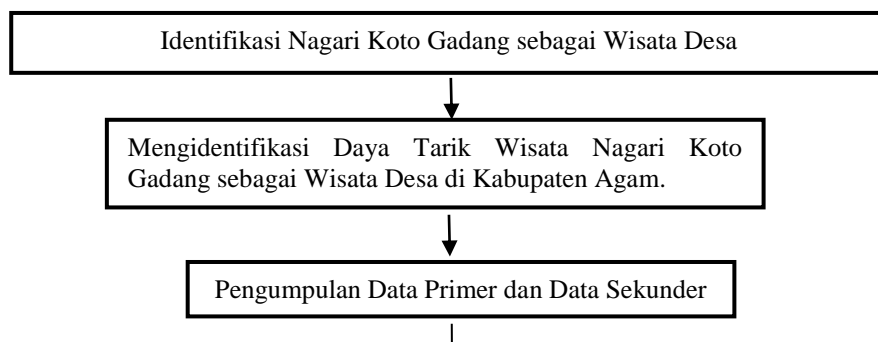 Identifikasi Nagari Koto Gadang sebagai Wisata Desa
Mengidentifikasi Daya Tarik Wisata Nagari Koto
Gadang sebagai Wisata Desa di Kabupaten Agam.
Pengumpulan Data Primer dan Data Sekunder